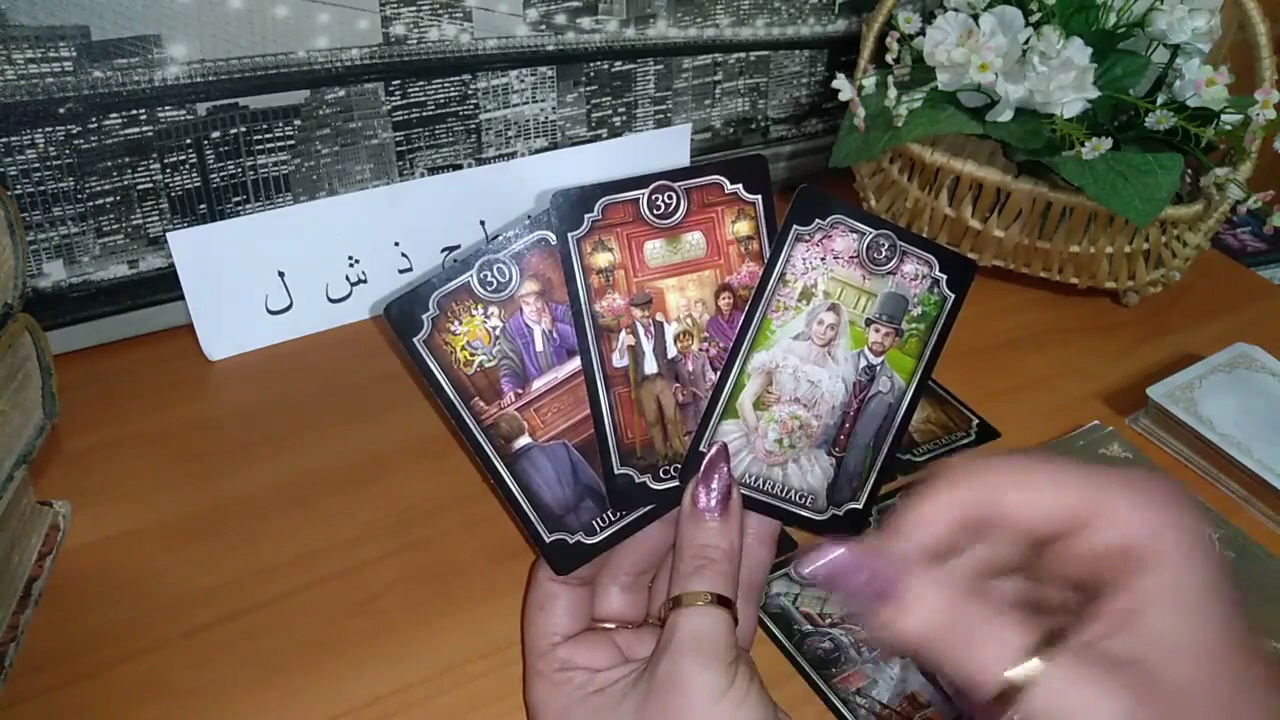 ج ذ ش ل
30
39
3
MARRIAGE
EXPECTATION